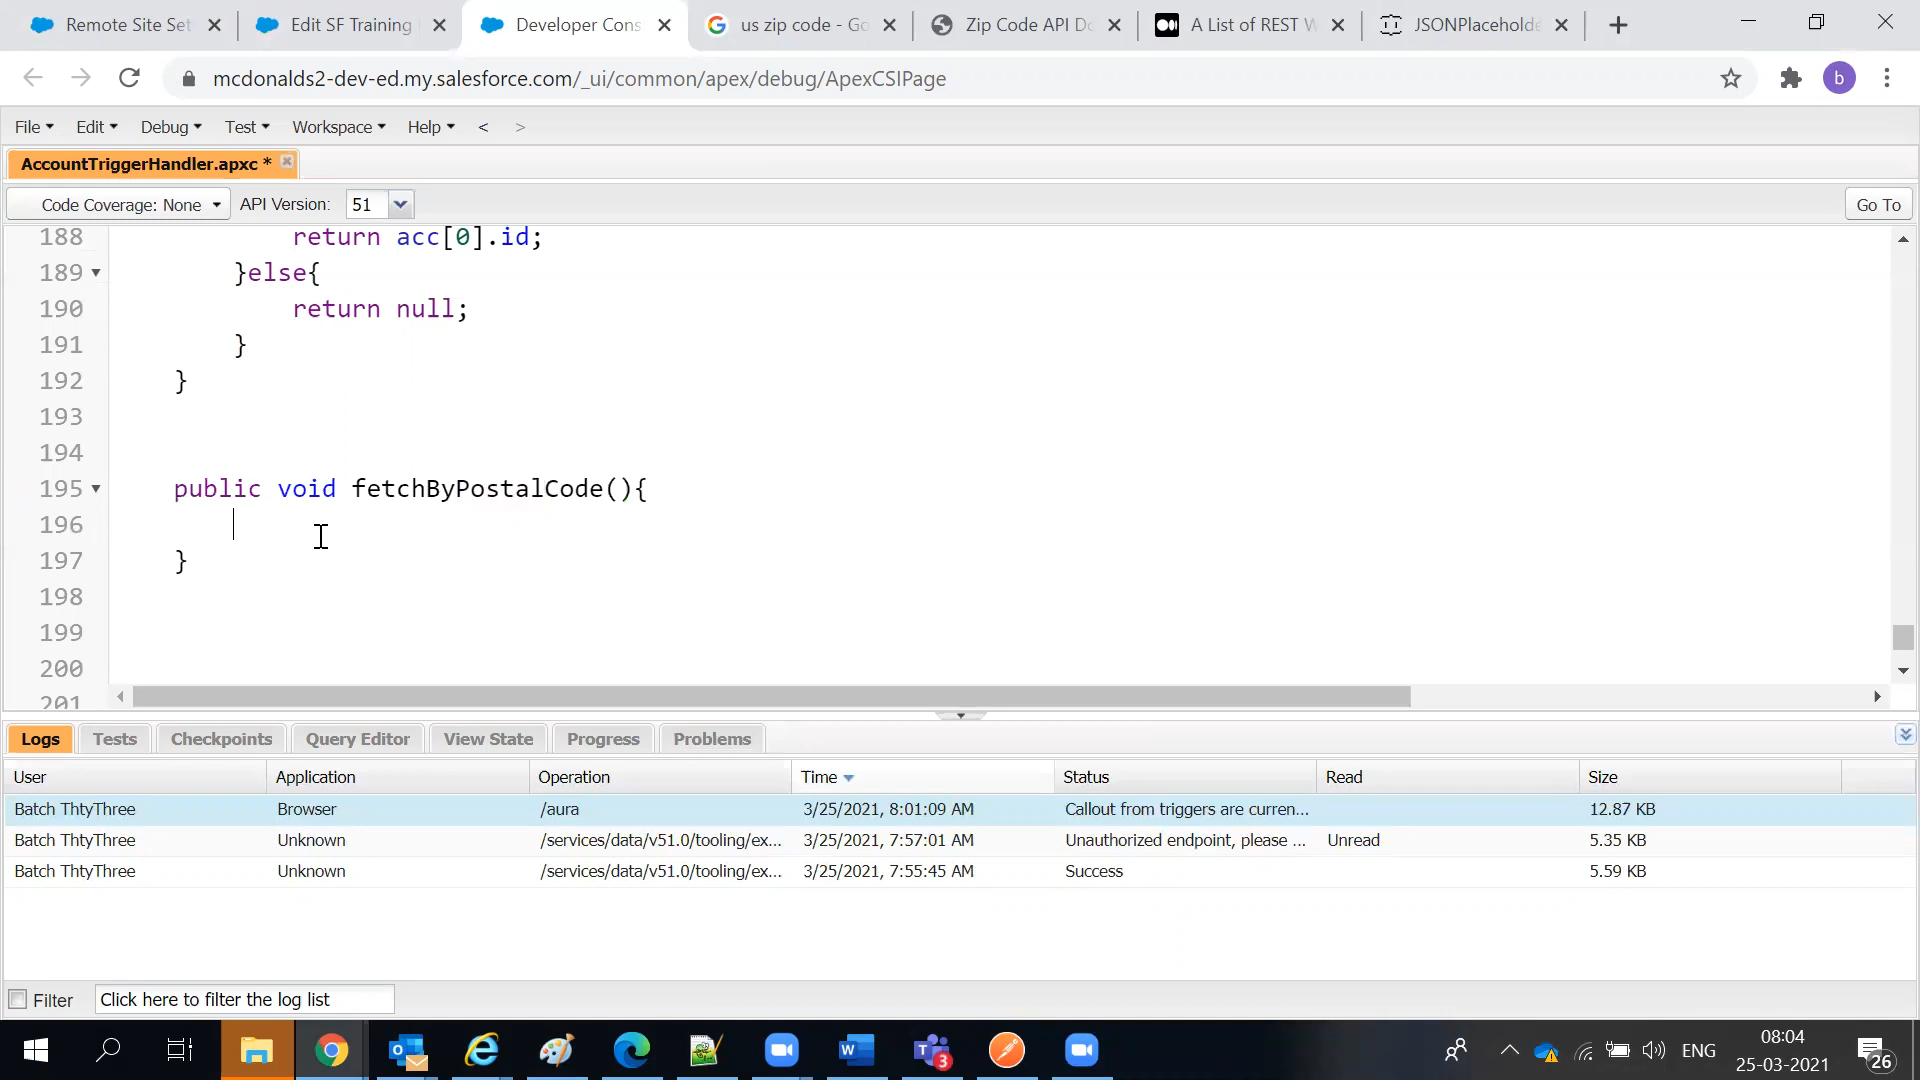 Remote Site Set
Edit SF Training
Developer Cons
us zip code - Go
Zip Code API Do
A List of REST W
JSONPlaceholde
mcdonalds2-dev-ed.my.salesforce.com/_ui/common/apex/debug/ApexCSIPage
b
File Edit Debug Test Workspace Help < >
AccountTriggerHandler.apxc *
Code Coverage: None API Version: 51 Go To
188 return acc[0].id;
189 }else{
190 return null;
191 }
192 }
193
194
195 public void fetchByPostalCode(){
196
197 }
198
199
200
201
Logs Tests Checkpoints Query Editor View State Progress Problems
User Application Operation Time Status Read Size
Batch ThtyThree Browser /aura 3/25/2021, 8:01:09 AM Callout from triggers are curren... 12.87 KB
Batch ThtyThree Unknown /services/data/v51.0/tooling/ex... 3/25/2021, 7:57:01 AM Unauthorized endpoint, please ... Unread 5.35 KB
Batch ThtyThree Unknown /services/data/v51.0/tooling/ex... 3/25/2021, 7:55:45 AM Success 5.59 KB
Filter Click here to filter the log list
3
ENG
08:04
25-03-2021
26